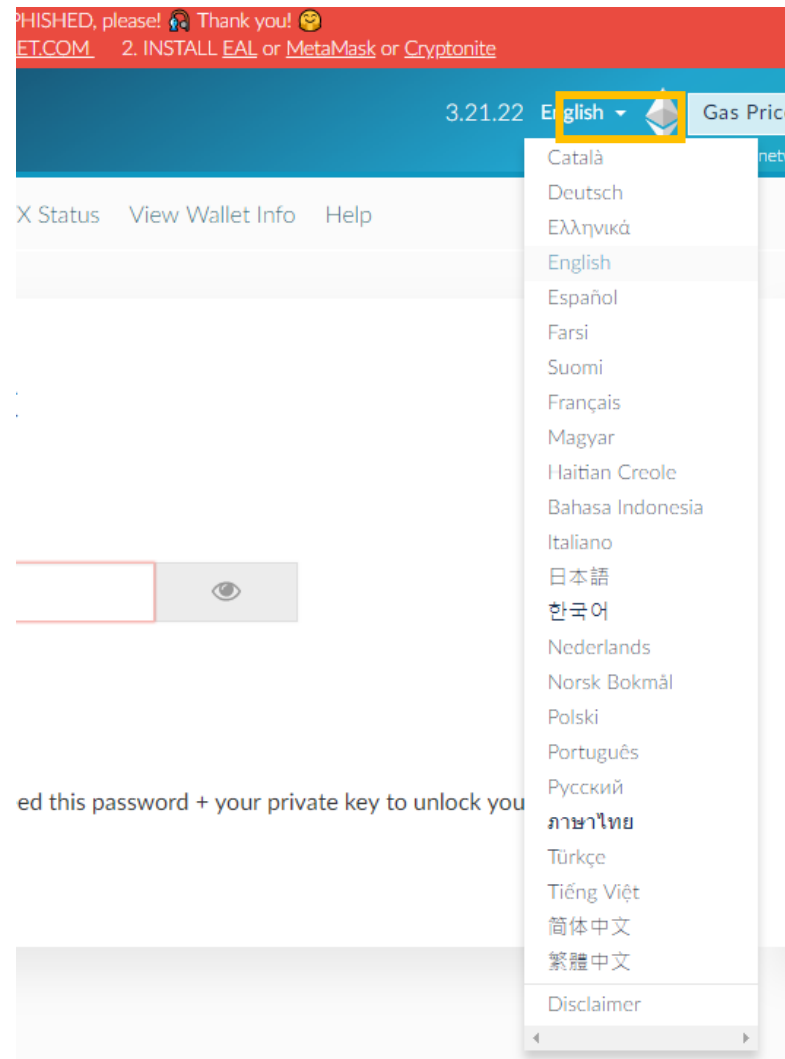 PHISHED, please! Thank you!
ET.COM 2. INSTALL EAL or MetaMask or Cryptonite
3.21.22 English Gas Price
netw
X Status View Wallet Info Help
Català
Deutsch
Ελληνικά
English
Español
Farsi
Suomi
Français
Magyar
Haitian Creole
Bahasa Indonesia
Italiano
日本語
한국어
Nederlands
Norsk Bokmål
Polski
Português
Русский
ed this password + your private key to unlock you
ภาษาไทย
Türkçe
Tiếng Việt
简体中文
繁體中文
Disclaimer